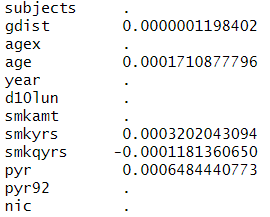 subjects .
gdist 0.0000001198402
agex .
age 0.0001710877796
year .
d10lun .
smkamt .
smkyrs 0.0003202043094
smkqyrs -0.0001181360650
pyr 0.0006484440773
pyr92 .
nic .